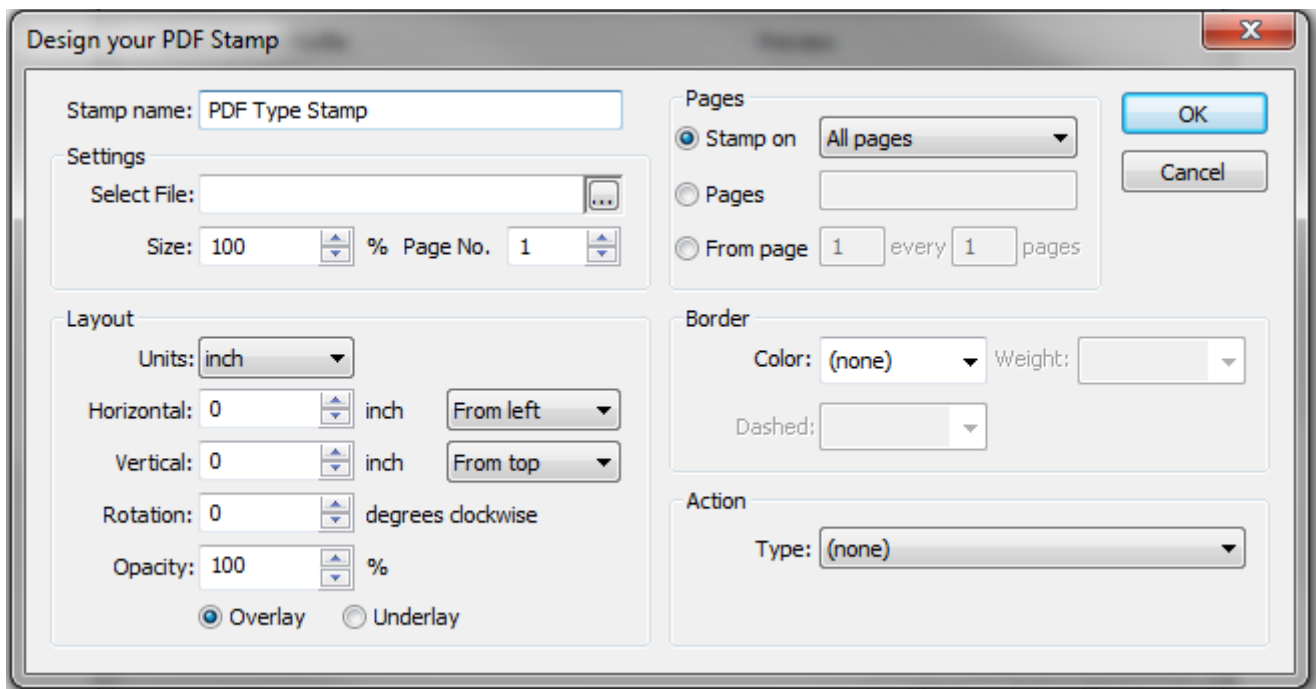 Design your PDF Stamp
Stamp name: PDF Type Stamp
Settings
Select File: ...
Size: 100 % Page No. 1
Layout
Units: inch
Horizontal: 0 inch From left
Vertical: 0 inch From top
Rotation: 0 degrees clockwise
Opacity: 100 %
Overlay Underlay
Pages
Stamp on All pages
Pages
From page 1 every 1 pages
Border
Color: (none) Weight:
Dashed:
Action
Type: (none)
OK
Cancel